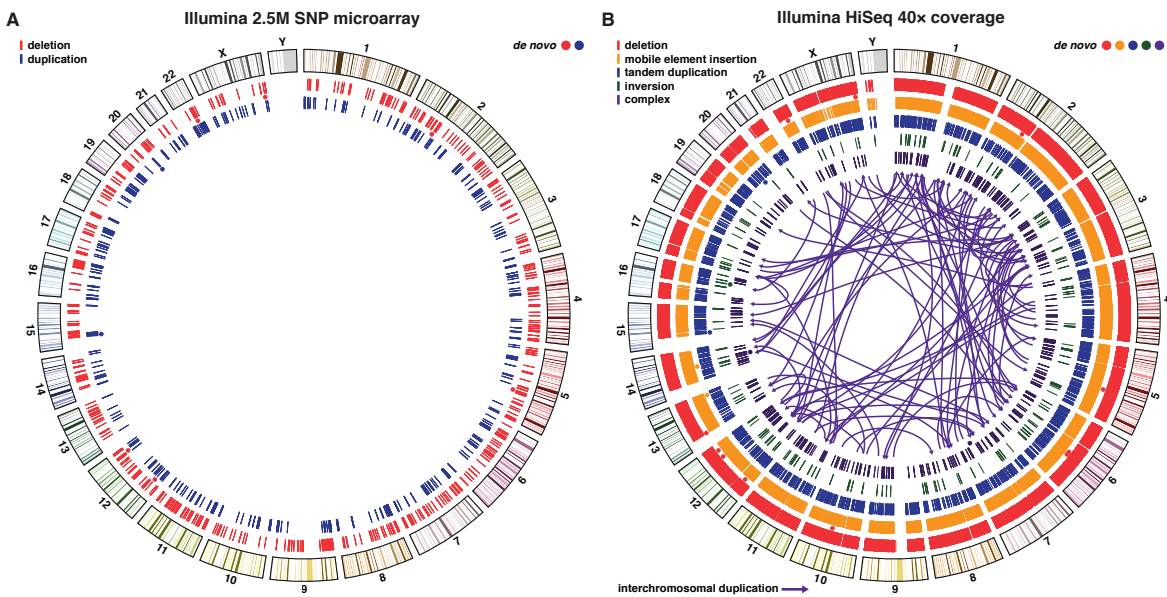 A
Illumina 2.5M SNP microarray
deletion
duplication
de novo
X
Y
1
2
3
4
5
6
7
8
9
10
11
12
13
14
15
16
17
18
19
20
21
22
B
Illumina HiSeq 40× coverage
deletion
mobile element insertion
tandem duplication
inversion
complex
de novo
X
Y
1
2
3
4
5
6
7
8
9
10
11
12
13
14
15
16
17
18
19
20
21
22
interchromosomal duplication